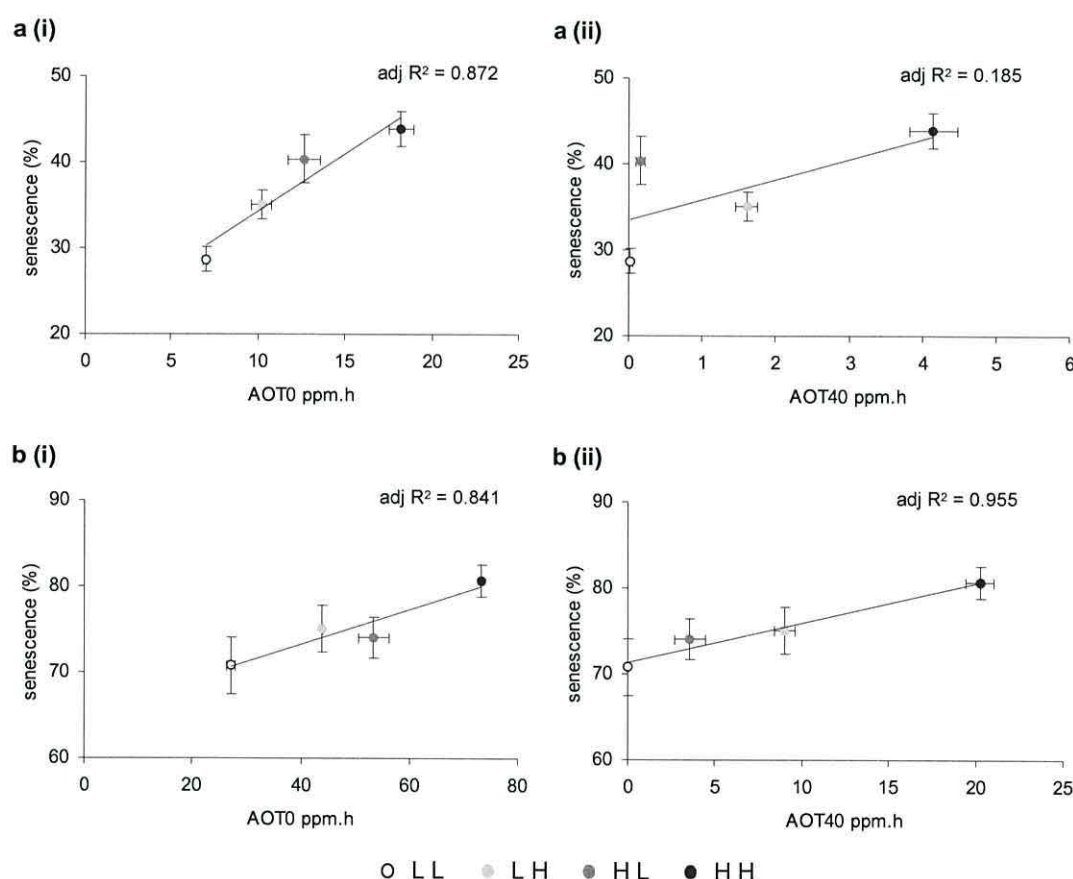 a (i)
adj R² = 0.872
50
40
30
20
senescence (%)
0 5 10 15 20 25
AOT0 ppm.h
a (ii)
adj R² = 0.185
50
40
30
20
senescence (%)
0 1 2 3 4 5 6
AOT40 ppm.h
b (i)
adj R² = 0.841
90
80
70
60
senescence (%)
0 20 40 60 80
AOT0 ppm.h
b (ii)
adj R² = 0.955
90
80
70
60
senescence (%)
0 5 10 15 20 25
AOT40 ppm.h
L L L H H L H H